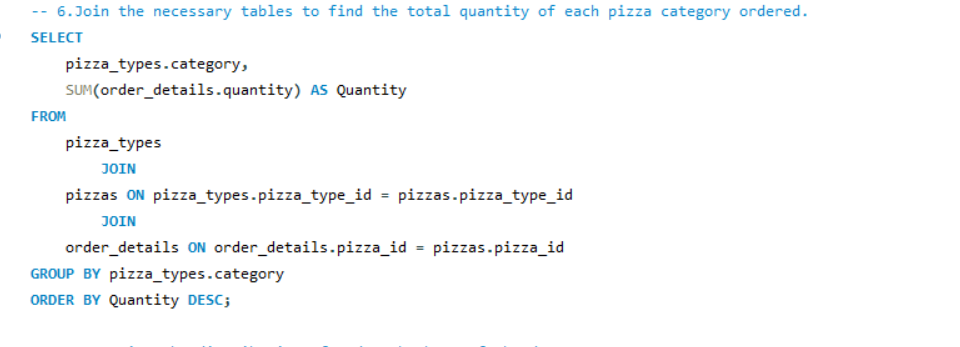 -- 6.Join the necessary tables to find the total quantity of each pizza category ordered.
SELECT
pizza_types.category,
SUM(order_details.quantity) AS Quantity
FROM
pizza_types
JOIN
pizzas ON pizza_types.pizza_type_id = pizzas.pizza_type_id
JOIN
order_details ON order_details.pizza_id = pizzas.pizza_id
GROUP BY pizza_types.category
ORDER BY Quantity DESC;